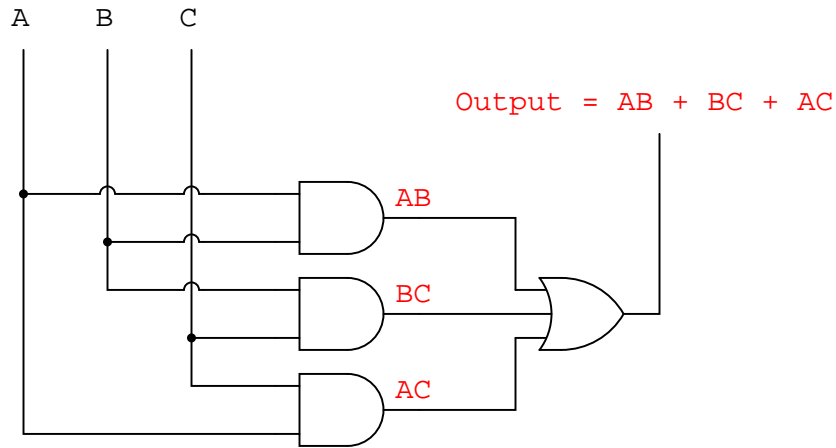 A B C
Output = AB + BC + AC
AB
BC
AC